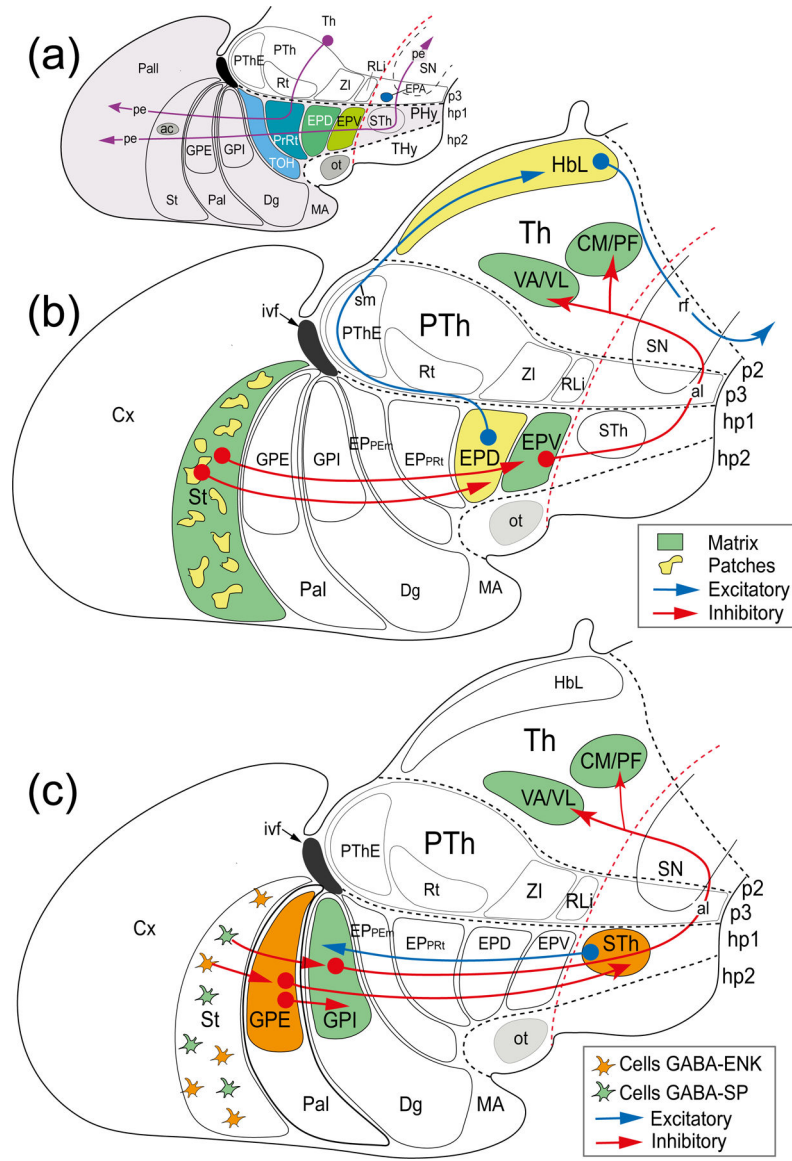 (a)
Th
PTh
PThE
Rt
ZI
RLi
pe
SN
Pall
EPA
p3
hp1
hp2
pe
pe
ac
GPE
GPI
TOH
PrRt
EPD
EPV
STh
PHy
THy
ot
St
Pal
Dg
MA
(b)
HbL
Th
CM/PF
VA/VL
ivf
sm
PThE
PTh
Rt
ZI
RLi
SN
rf
al
p2
p3
hp1
hp2
Cx
St
GPE
GPI
EPPEm
EPPRt
EPD
EPV
STh
ot
Pal
Dg
MA
Matrix
Patches
Excitatory
Inhibitory
(c)
HbL
Th
CM/PF
VA/VL
ivf
PThE
PTh
Rt
ZI
RLi
SN
al
p2
p3
hp1
hp2
Cx
St
GPE
GPI
EPPEm
EPPRt
EPD
EPV
STh
ot
Pal
Dg
MA
Cells GABA-ENK
Cells GABA-SP
Excitatory
Inhibitory